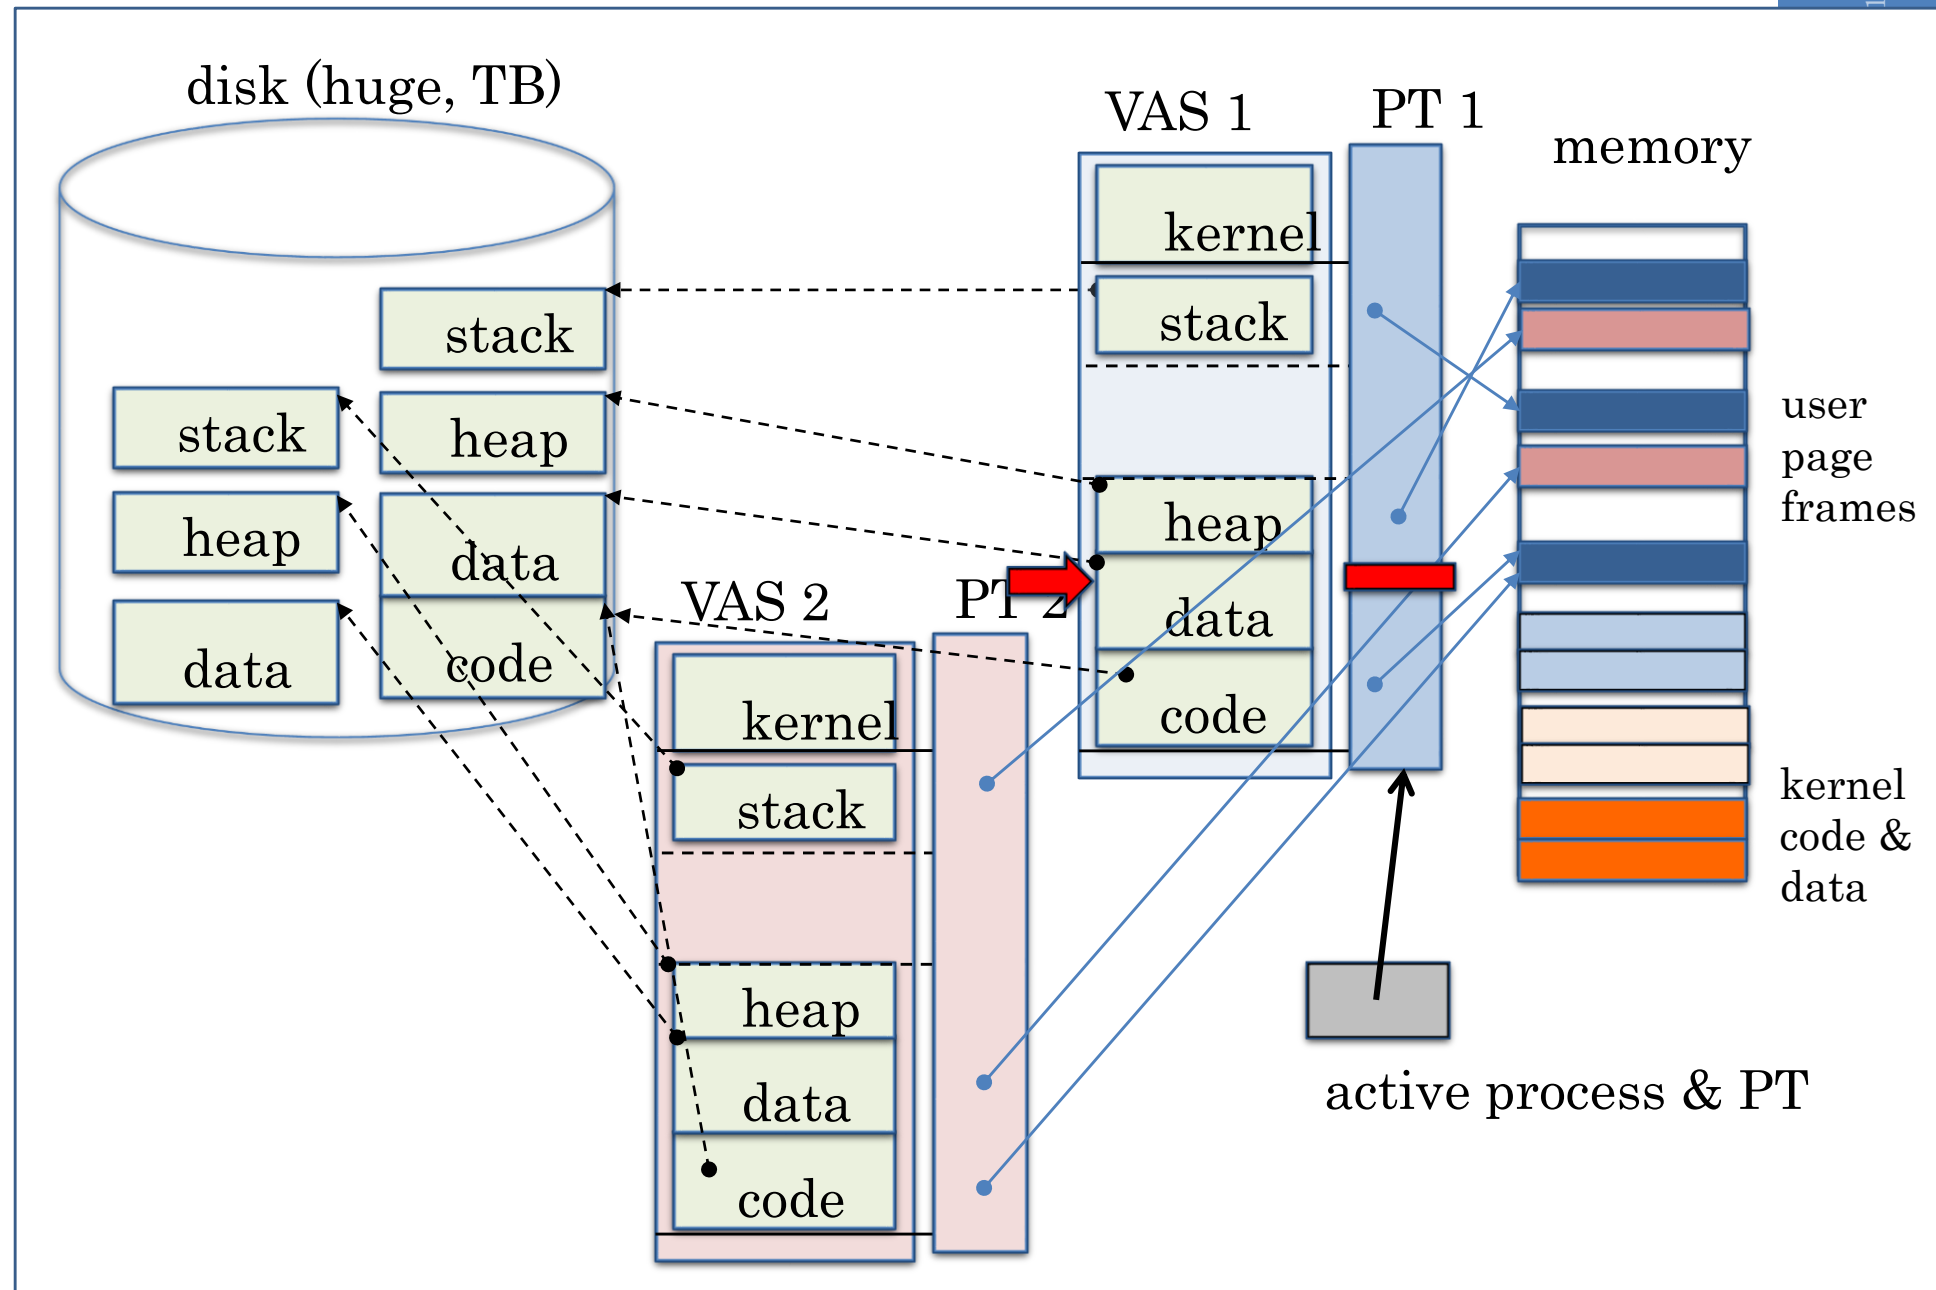 1
disk (huge, TB)
VAS 1
PT 1
memory
kernel
stack
stack
stack
heap
user
page
frames
heap
heap
data
VAS 2
PT 2
data
data
code
kernel
code
stack
kernel
code &
data
heap
data
code
active process & PT